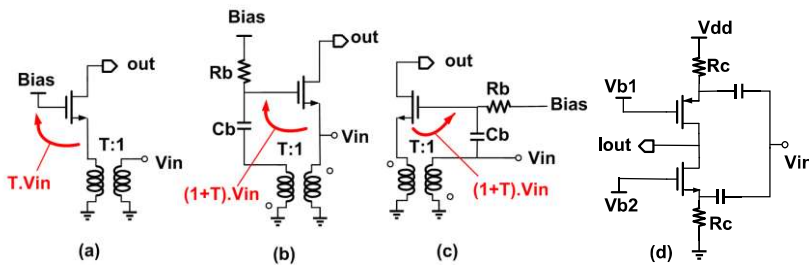 Bias
out
T:1
Vin
T.Vin
(a)
Bias
Rb
out
Cb
T:1
Vin
(1+T).Vin
(b)
out
Rb
Bias
Cb
T:1
Vin
(1+T).Vin
(c)
Vdd
Rc
Vb1
Iout
Vin
Vb2
Rc
(d)